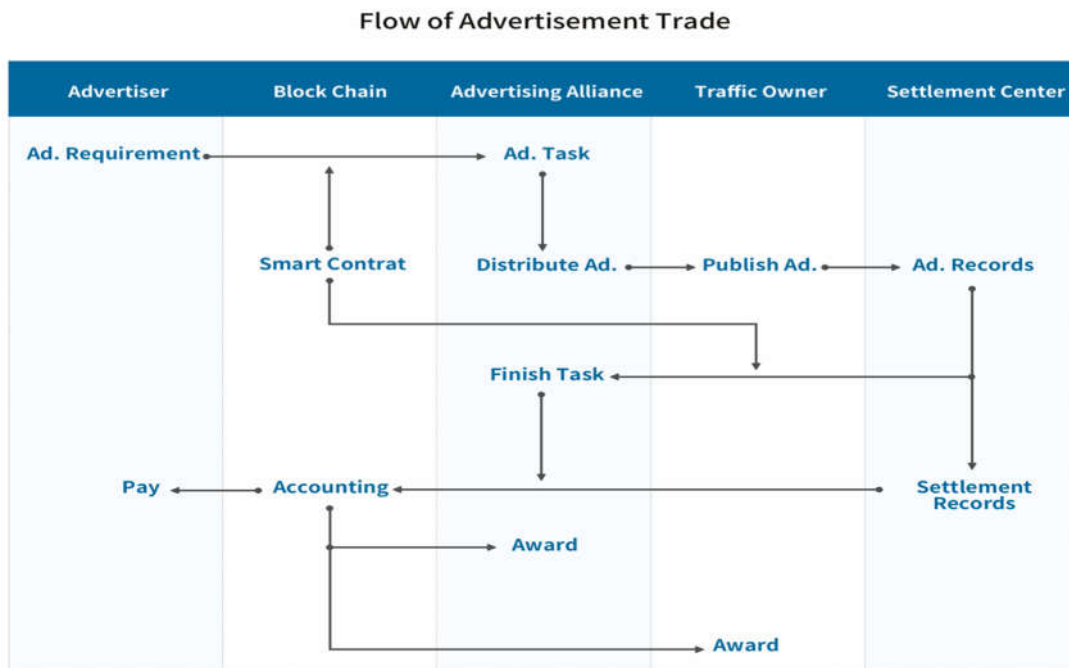 Flow of Advertisement Trade
Advertiser Block Chain Advertising Alliance Traffic Owner Settlement Center
Ad. Requirement Ad. Task
Smart Contrat Distribute Ad. Publish Ad. Ad. Records
Finish Task
Pay Accounting Settlement
Records
Award
Award